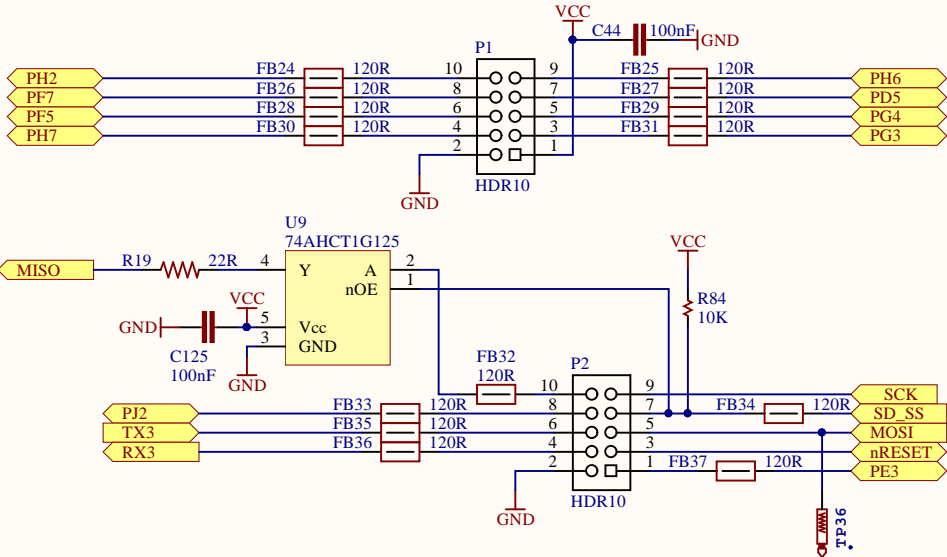 VCC
C44 100nF GND
P1
PH2 FB24 120R 10 9 FB25 120R PH6
PF7 FB26 120R 8 7 FB27 120R PD5
PF5 FB28 120R 6 5 FB29 120R PG4
PH7 FB30 120R 4 3 FB31 120R PG3
2 1
HDR10
GND
U9
74AHCT1G125
VCC
MISO R19 22R 4 Y A 2
nOE 1
VCC
R84
10K
GND 5 Vcc
3 GND
C125
100nF
GND
FB32
120R
P2
10 9 SCK
PJ2 FB33 120R 8 7 FB34 120R SD_SS
TX3 FB35 120R 6 5 MOSI
RX3 FB36 120R 4 3 nRESET
2 1 FB37 120R PE3
HDR10
GND
TP36